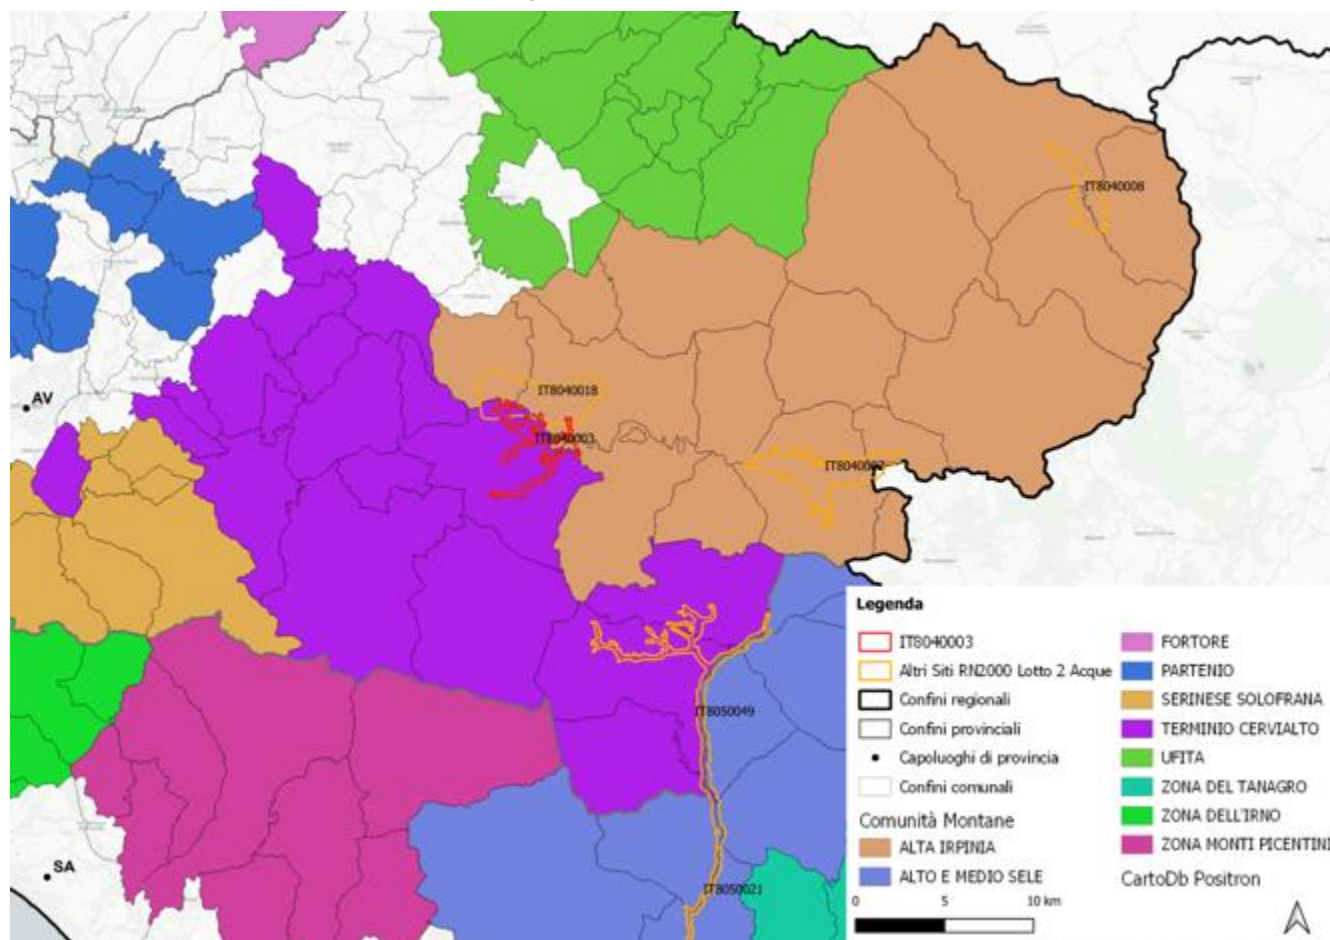 IT8040008
AV
IT8040018
IT8040003
IT8040007
IT8050049
IT8050021
SA
Legenda
IT8040003
Altri Siti RN2000 Lotto 2 Acque
Confini regionali
Confini provinciali
Capoluoghi di provincia
Confini comunali
Comunità Montane
ALTA IRPINIA
ALTO E MEDIO SELE
FORTORE
PARTENIO
SERINESE SOLOFRANA
TERMINIO CERVIALTO
UFITA
ZONA DEL TANAGRO
ZONA DELL'IRNO
ZONA MONTI PICENTINI
CartoDb Positron
0 5 10 km